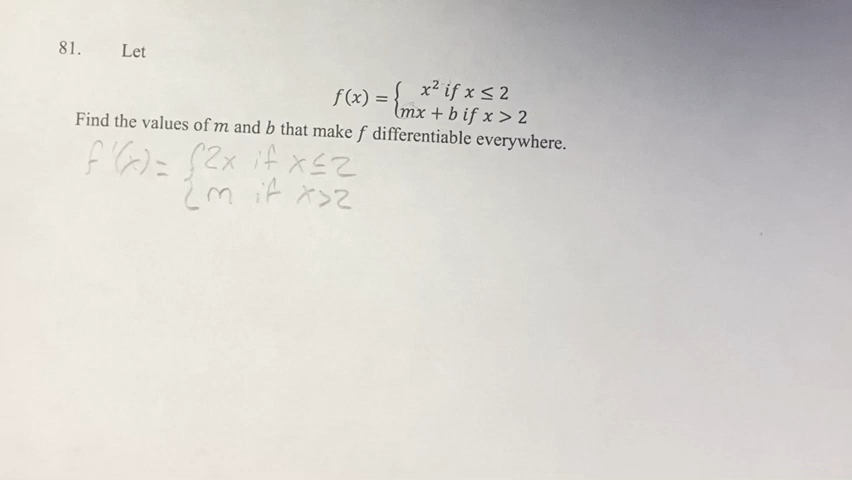 81. Let
f(x) = { x² if x ≤ 2
mx + b if x > 2
Find the values of m and b that make f differentiable everywhere.
f'(x) = { 2x if x ≤ 2
{ m if x > 2